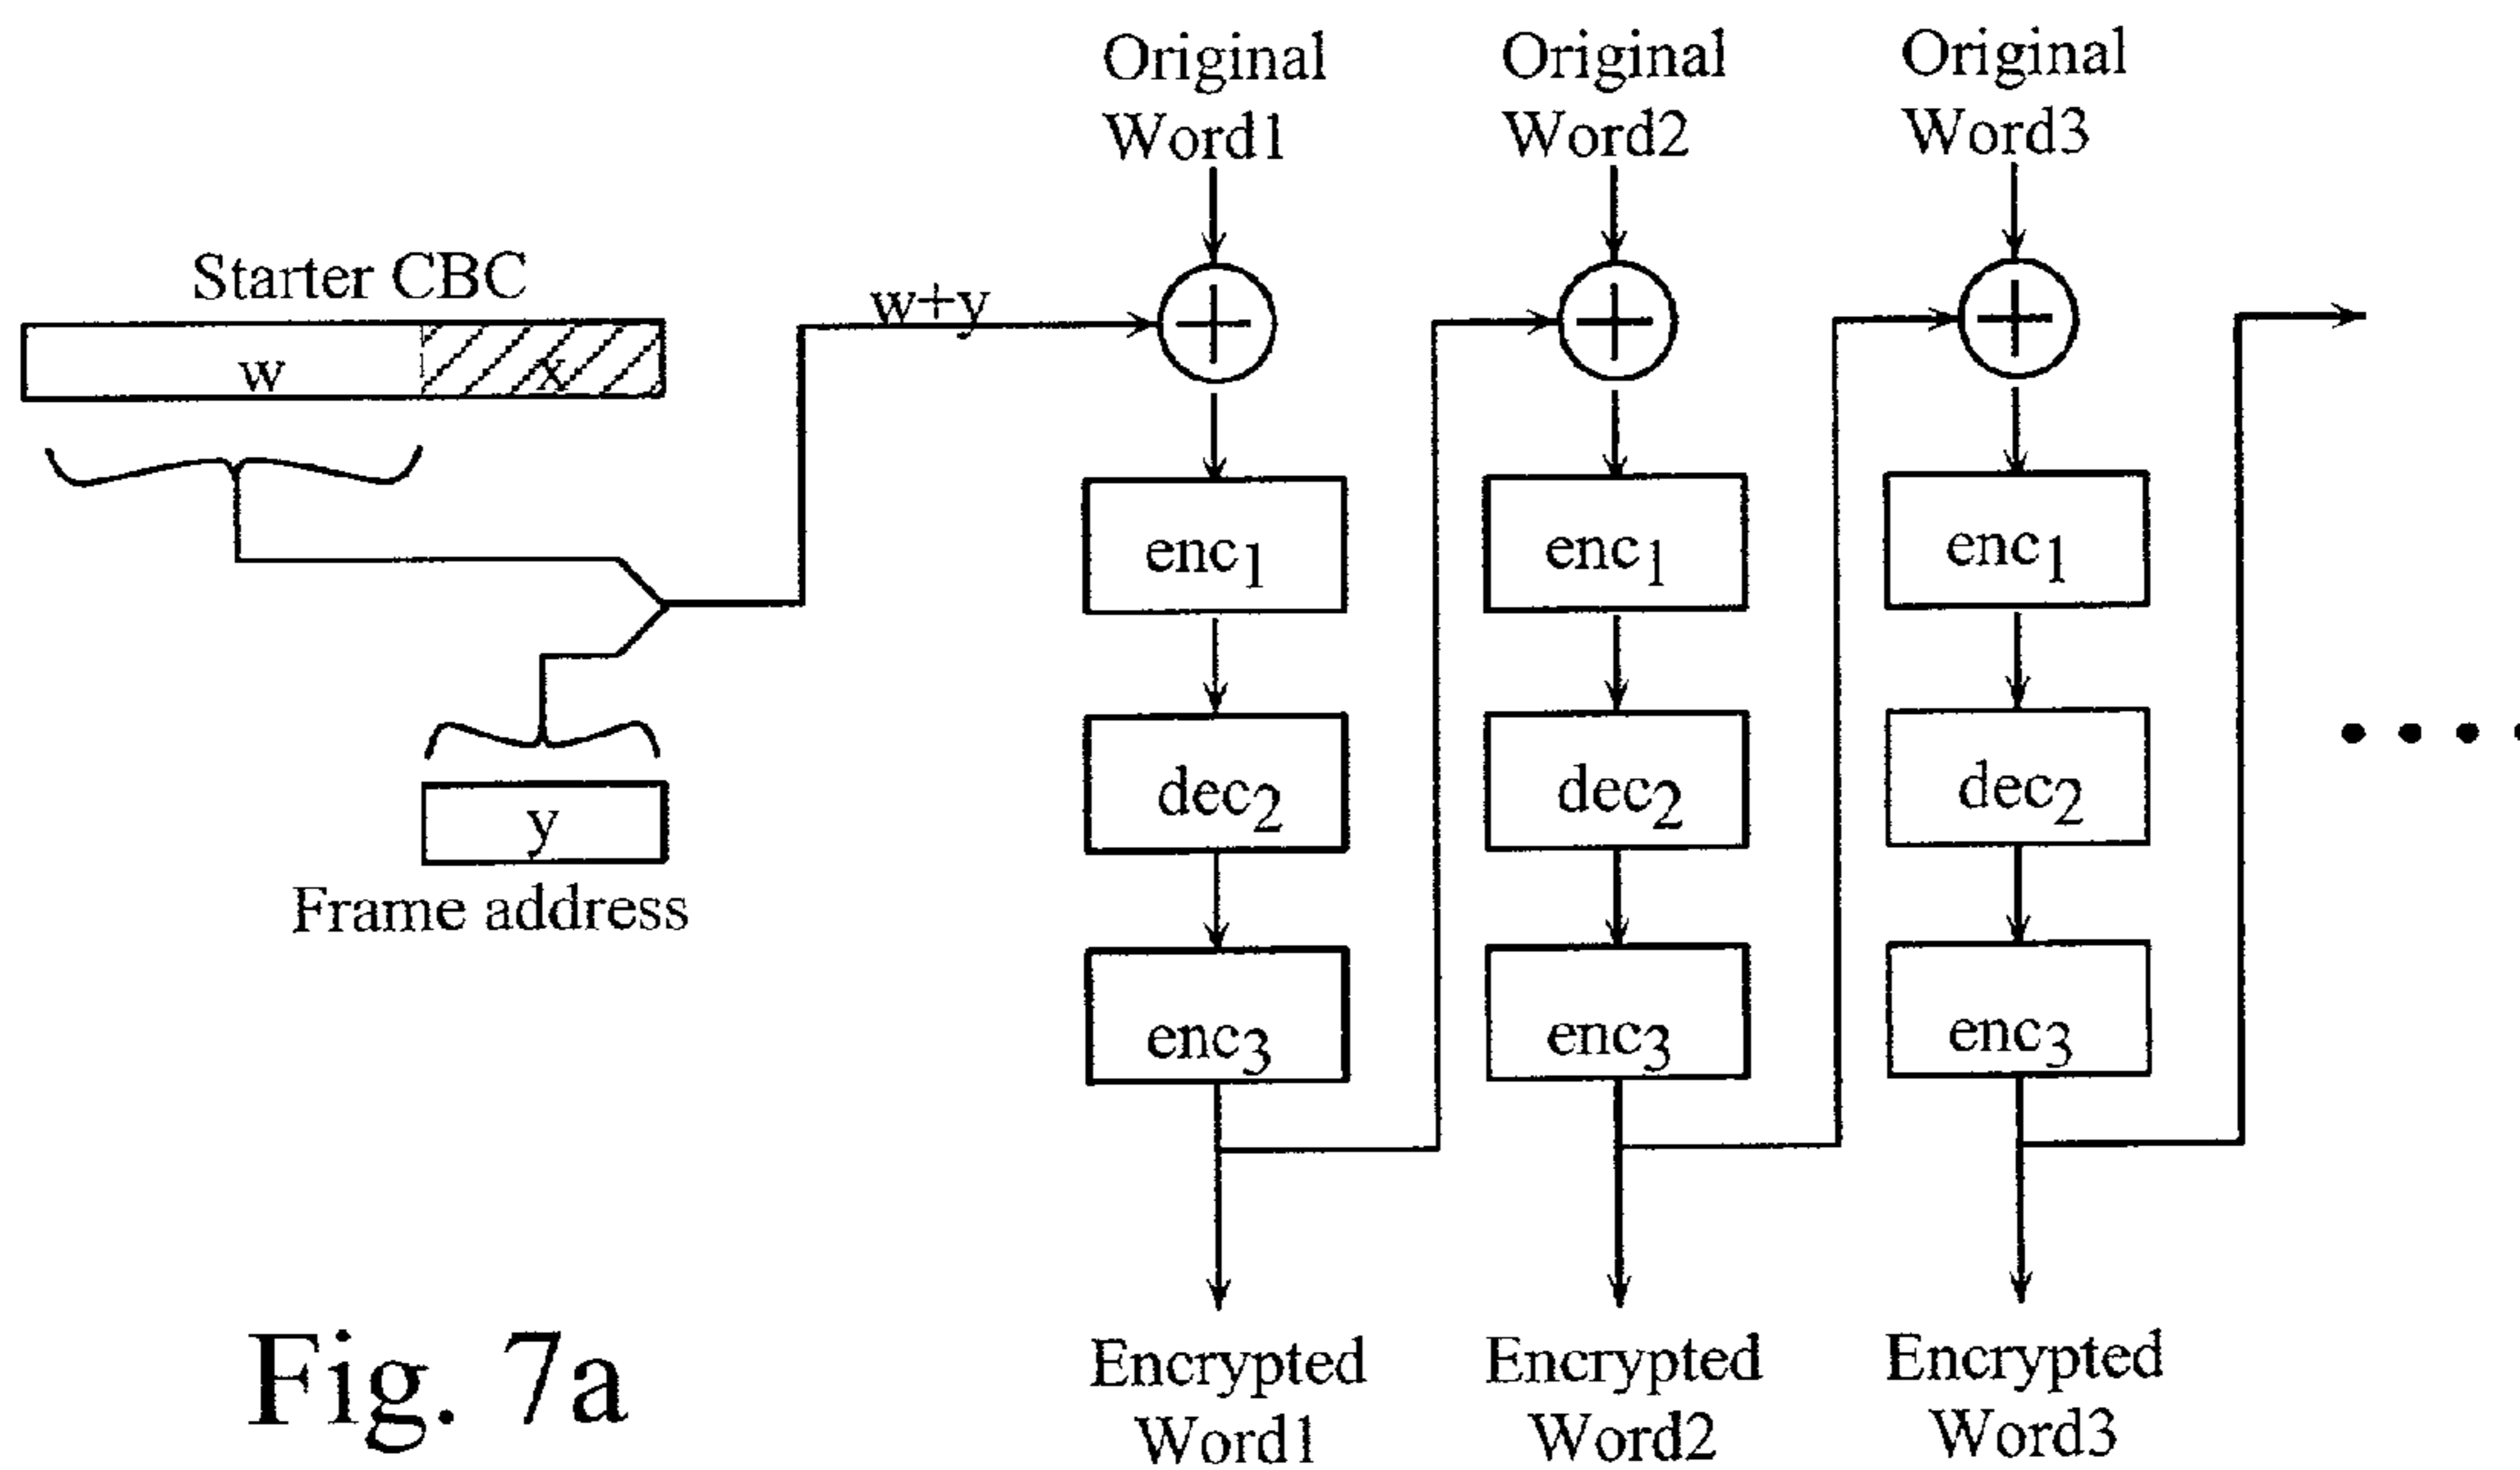 Original
Word1
Original
Word2
Original
Word3
Starter CBC
w
x
w+y
enc1
enc1
enc1
dec2
dec2
dec2
y
Frame address
enc3
enc3
enc3
Encrypted
Word1
Encrypted
Word2
Encrypted
Word3
Fig. 7a